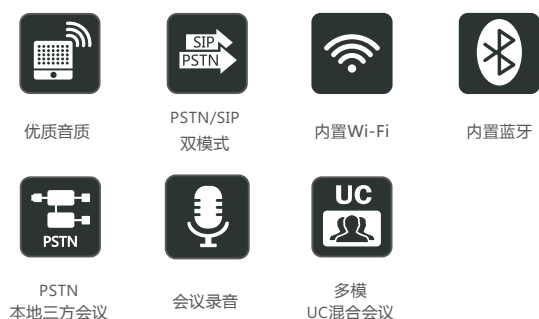 SIP
PSTN
优质音质
PSTN/SIP
双模式
内置Wi-Fi
内置蓝牙
PSTN
UC
PSTN
本地三方会议
会议录音
多模
UC混合会议